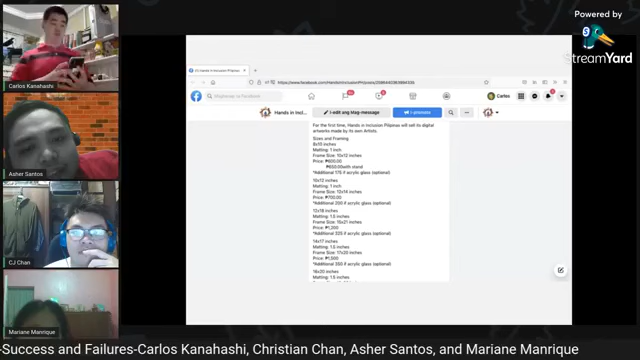 Powered by
StreamYard
Carlos Kanahashi
Asher Santos
CJ Chan
Mariane Manrique
Hands in Incl...
I-edit ang Mag-message
I-promote
Carlos
For the first time, Hands in Inclusion Pilipinas will sell its digital
artworks made by its own Artists.
Sizes and Framing
8x10 inches
Matting: 1 inch
Frame Size: 10x12 inches
Price: ₱600.00
₱650.00with stand
*Additional 175 if acrylic glass (optional)
10x12 inches
Matting: 1 inch
Frame Size: 12x14 inches
Price: ₱700.00
*Additional 200 if acrylic glass (optional)
12x18 inches
Matting: 1.5 inches
Frame Size: 15x21 inches
Price: ₱1,200
*Additional 325 if acrylic glass (optional)
14x17 inches
Matting: 1.5 inches
Frame Size: 17x20 inches
Price: ₱1,500
*Additional 350 if acrylic glass (optional)
16x20 inches
Matting: 1.5 inches
-Success and Failures-Carlos Kanahashi, Christian Chan, Asher Santos, and Mariane Manrique